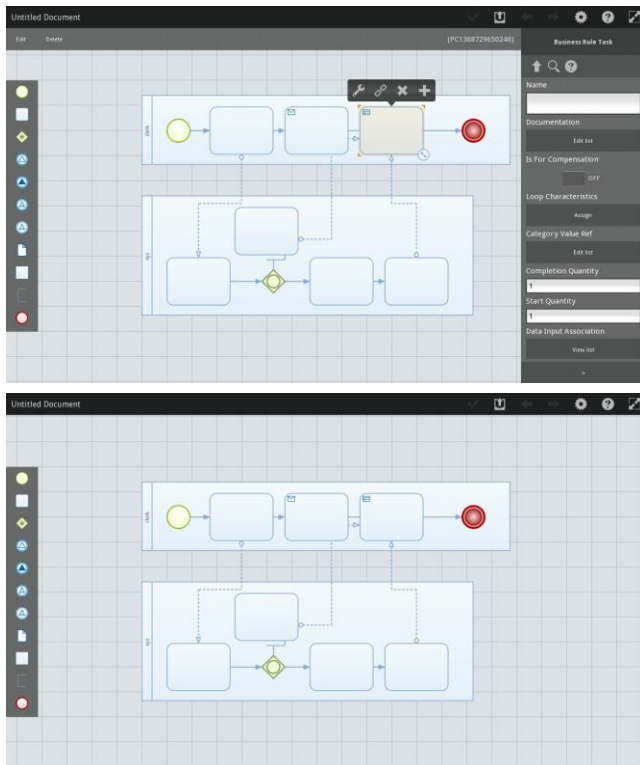 Untitled Document
Edit Delete (PC1368729650246) Business Rule Task
Name
Documentation
Edit list
Is For Compensation
OFF
Loop Characteristics
Assign
Category Value Ref
Edit list
Completion Quantity
1
Start Quantity
1
Data Input Association
View list
Untitled Document